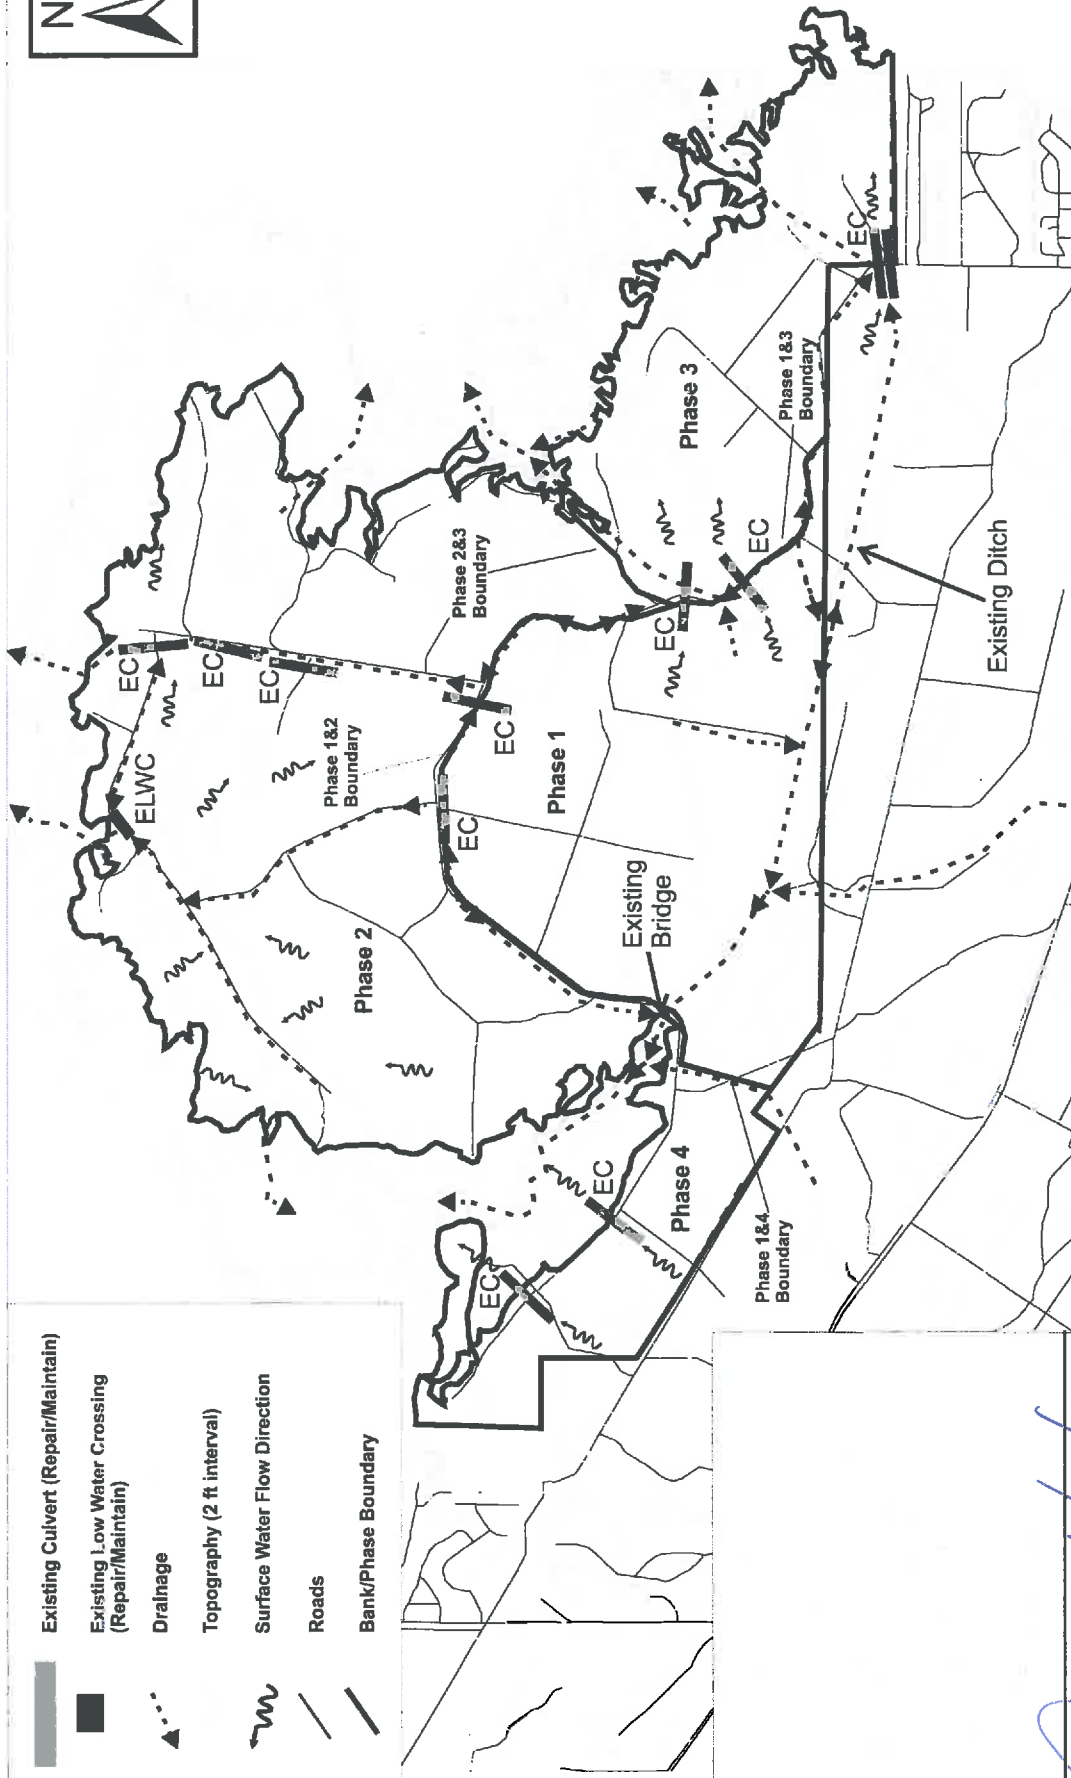 N
Existing Culvert (Repair/Maintain)
Existing Low Water Crossing
(Repair/Maintain)
Drainage
Topography (2 ft interval)
Surface Water Flow Direction
Roads
Bank/Phase Boundary
ELWC
EC
EC
EC
Phase 1&2
Boundary
Phase 2
EC
EC
Phase 2&3
Boundary
Phase 1
Existing
Bridge
EC
EC
Phase 3
Phase 1&3
Boundary
EC
EC
EC
Phase 4
Phase 1&4
Boundary
Existing Ditch